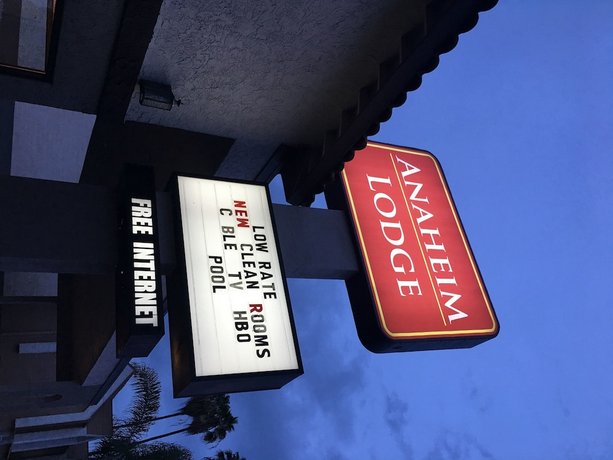 ANAHEIM
LODGE
LOW RATE
NEW CLEAN ROOMS
C BLE TV HBO
POOL
FREE INTERNET